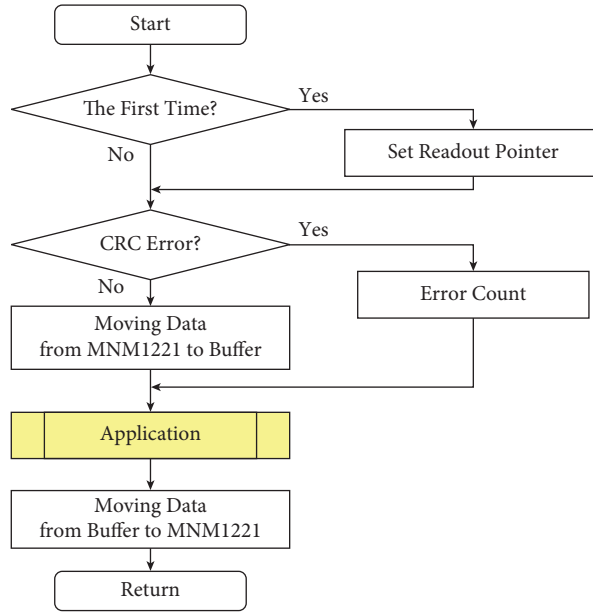 Start
The First Time?
Yes
Set Readout Pointer
No
CRC Error?
Yes
Error Count
No
Moving Data
from MNM1221 to Buffer
Application
Moving Data
from Buffer to MNM1221
Return